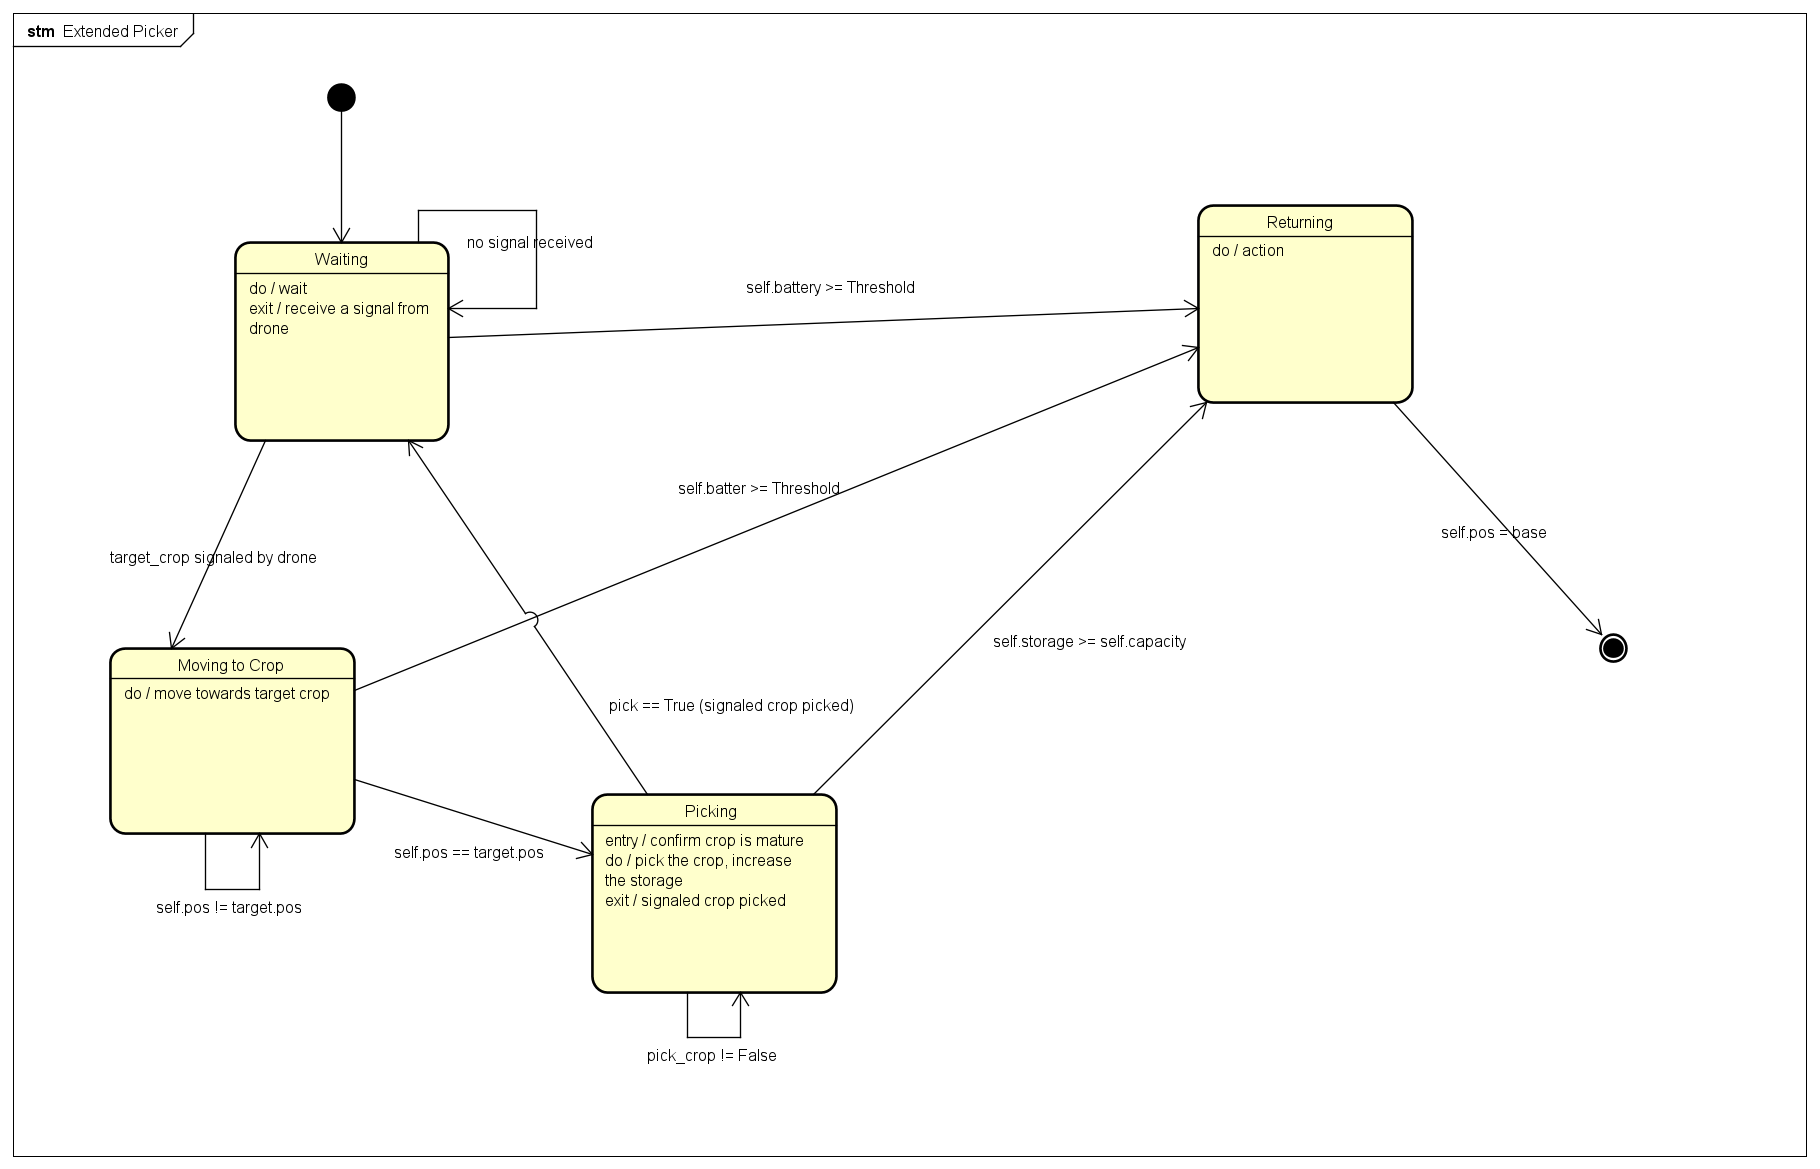 stm Extended Picker
no signal received
Waiting
do / wait
exit / receive a signal from
drone
Returning
do / action
self.battery >= Threshold
self.batter >= Threshold
self.pos = base
target_crop signaled by drone
self.storage >= self.capacity
Moving to Crop
do / move towards target crop
pick == True (signaled crop picked)
self.pos == target.pos
Picking
entry / confirm crop is mature
do / pick the crop, increase
the storage
exit / signaled crop picked
self.pos != target.pos
pick_crop != False